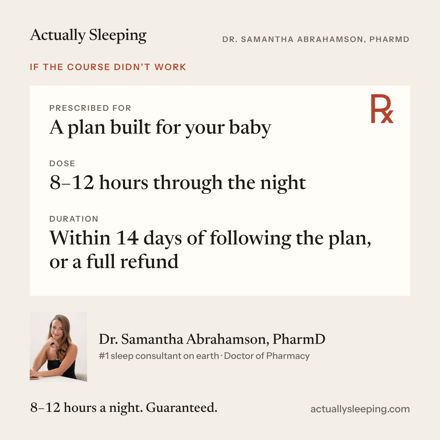 Actually Sleeping
DR. SAMANTHA ABRAHAMSON, PHARMD
IF THE COURSE DIDN'T WORK
Rx
PRESCRIBED FOR
A plan built for your baby
DOSE
8–12 hours through the night
DURATION
Within 14 days of following the plan,
or a full refund
Dr. Samantha Abrahamson, PharmD
#1 sleep consultant on earth · Doctor of Pharmacy
8–12 hours a night. Guaranteed.
actuallysleeping.com